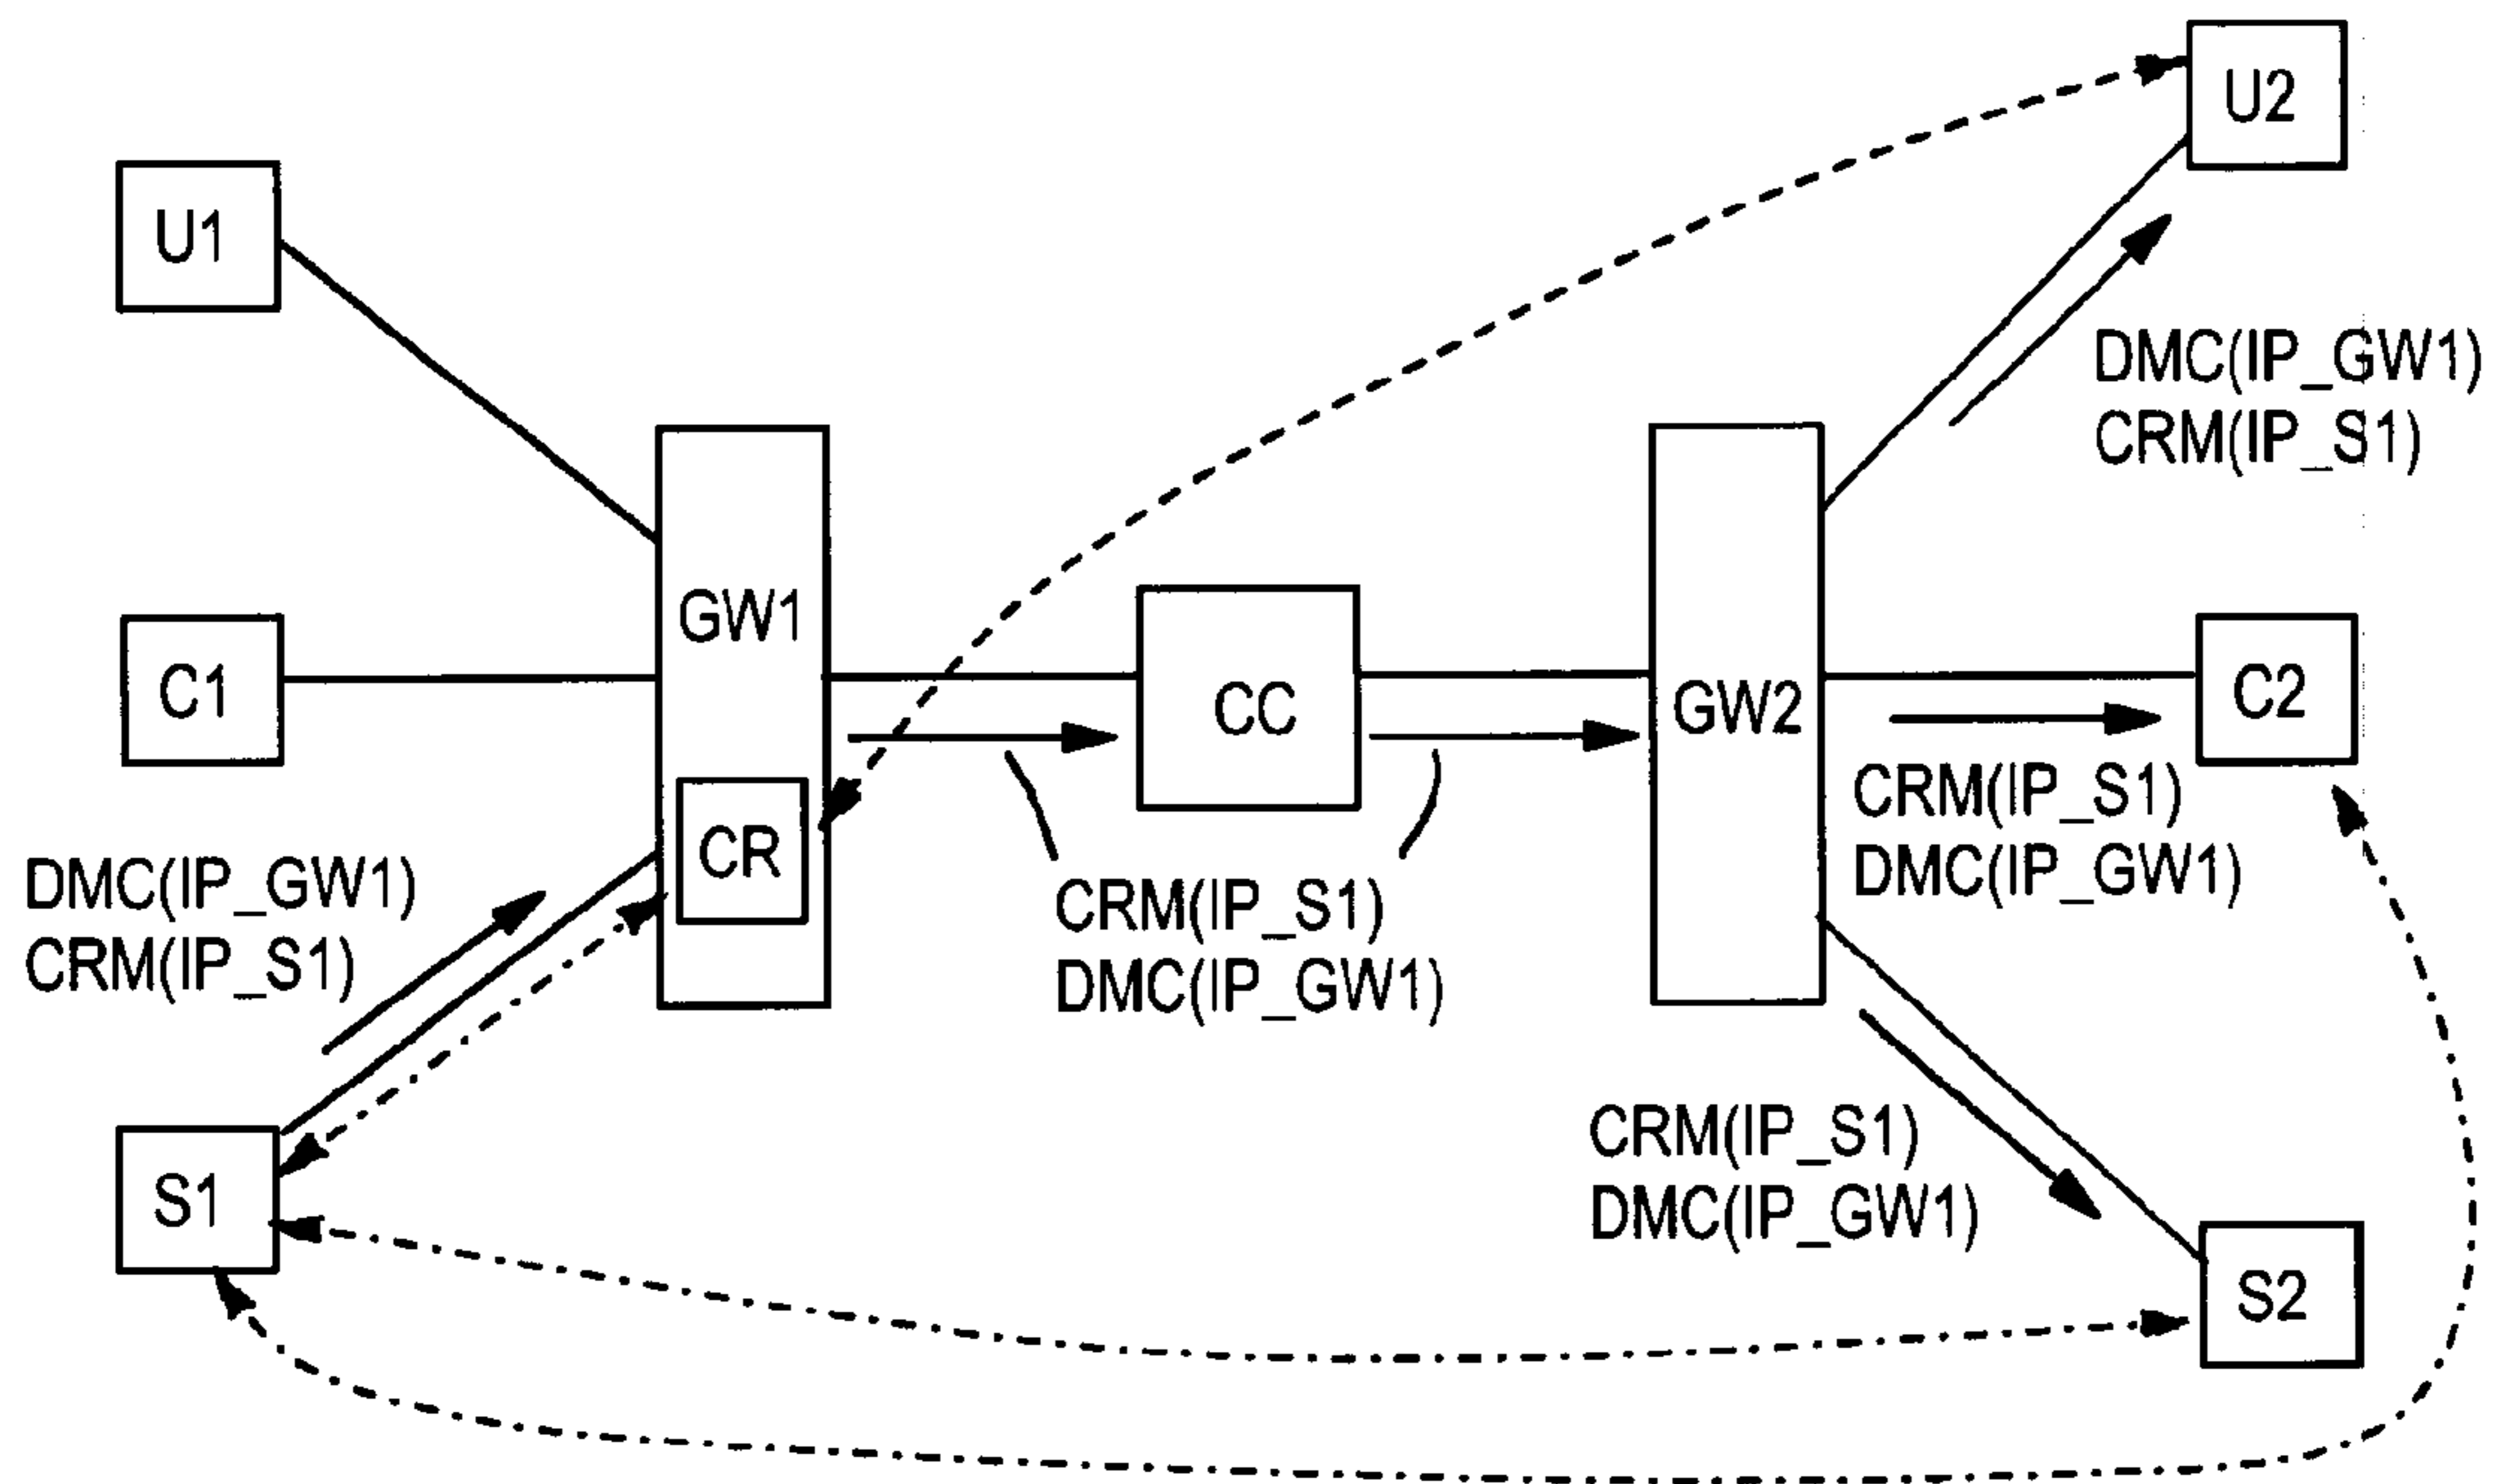 U2
U1
DMC(IP_GW1)
CRM(IP_S1)
GW1
C1
CC
GW2
C2
CRM(IP_S1)
DMC(IP_GW1)
CR
DMC(IP_GW1)
CRM(IP_S1)
CRM(IP_S1)
DMC(IP_GW1)
CRM(IP_S1)
DMC(IP_GW1)
S1
S2